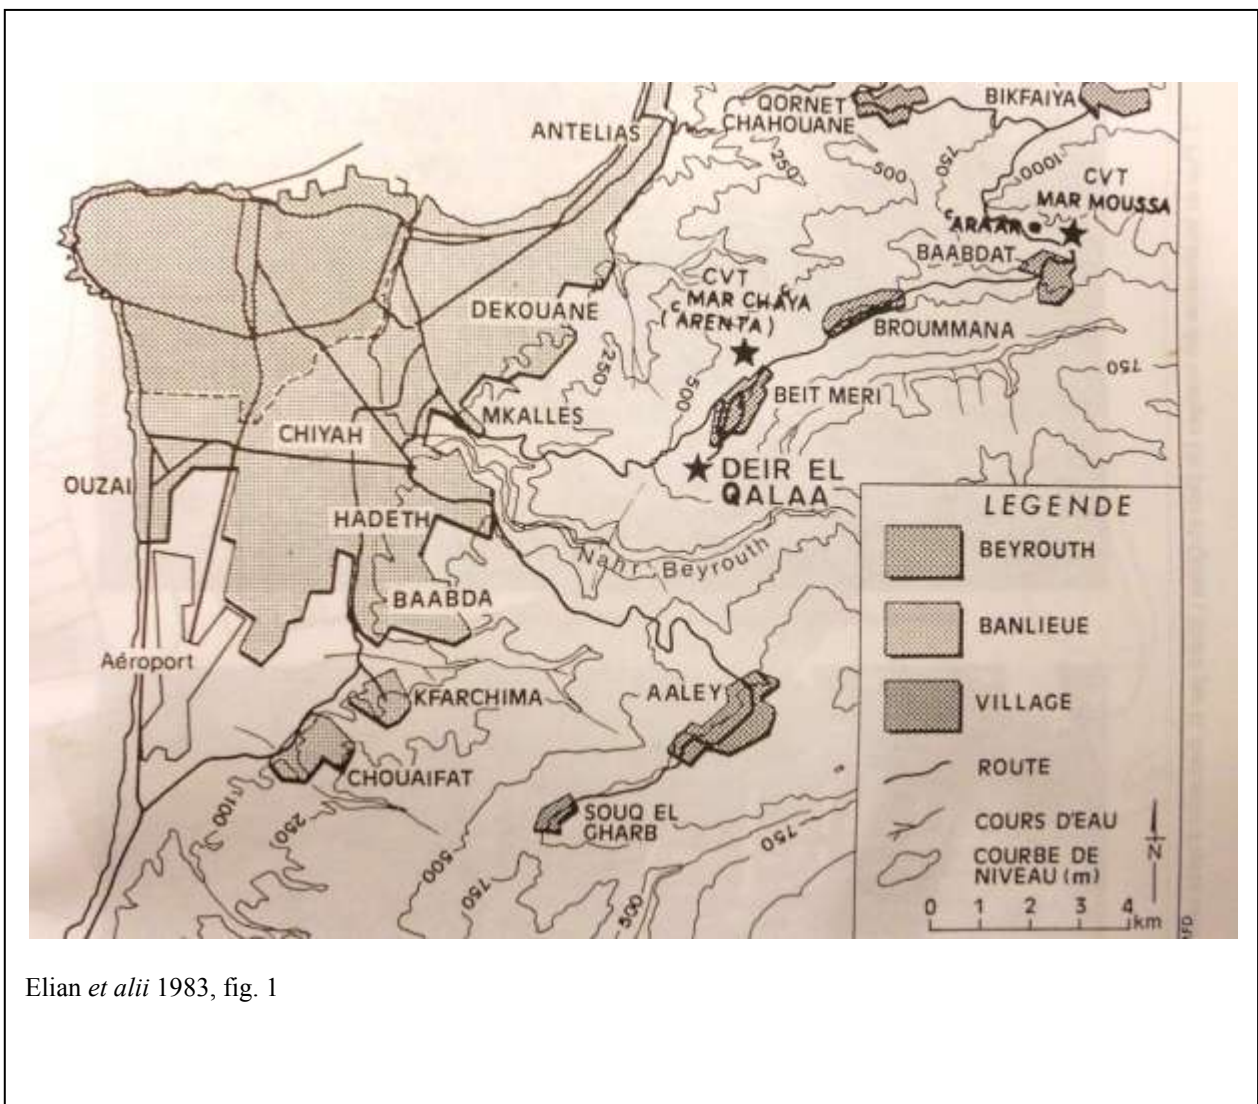 QORNET
CHAHOUANE
BIKFAIYA
ANTELIAS
250
500
750
1000
CVT
MAR MOUSSA
ᶜARAAR
BAABDAT
CVT
MAR CHAYA
(ᶜARENTA)
DEKOUANE
BROUMMANA
250
750
500
BEIT MERI
MKALLES
CHIYAH
OUZAI
DEIR EL
QALAA
HADETH
Nahr Beyrouth
BAABDA
Aéroport
KFARCHIMA
AALEY
CHOUAIFAT
SOUQ EL
GHARB
100
250
500
750
500
750
LEGENDE
BEYROUTH
BANLIEUE
VILLAGE
ROUTE
COURS D'EAU
COURBE DE
NIVEAU (m)
N
0 1 2 3 4 km
Elian et alii 1983, fig. 1